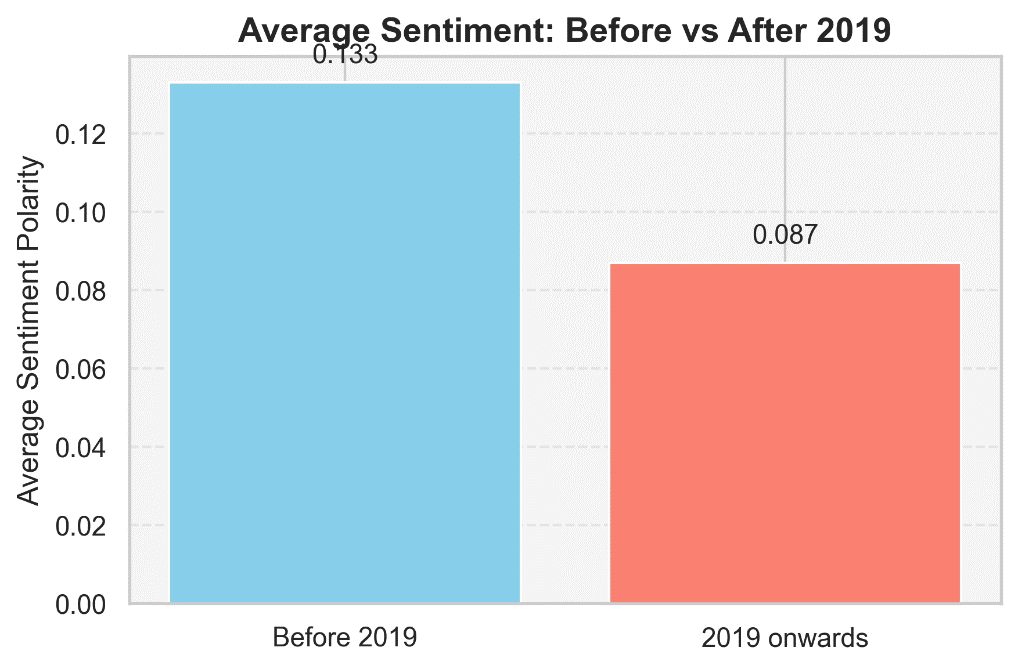 Average Sentiment: Before vs After 2019
0.133
0.12
0.10
0.087
0.08
0.06
0.04
0.02
0.00
Average Sentiment Polarity
Before 2019
2019 onwards